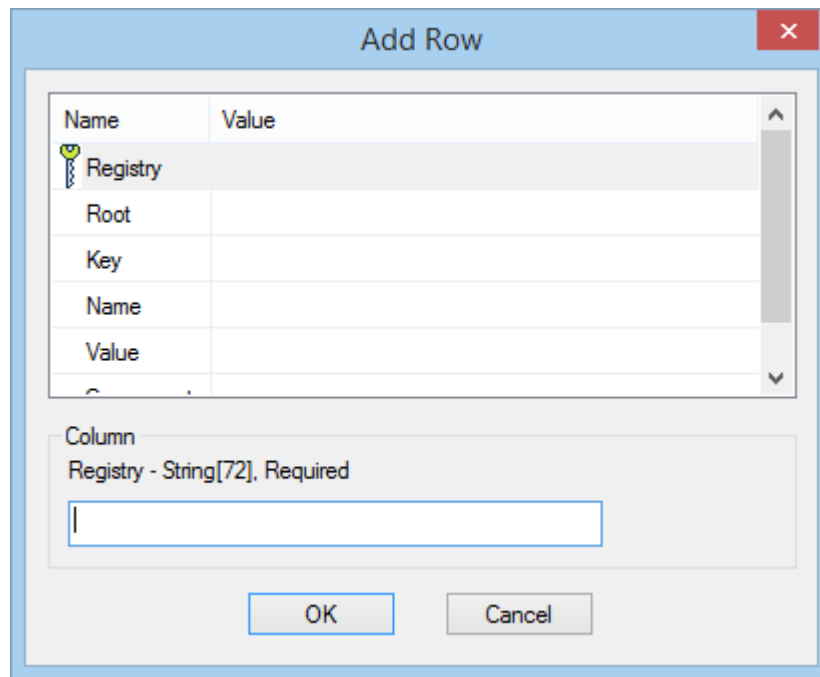 Add Row
Name Value
Registry
Root
Key
Name
Value
Column
Registry - String[72], Required
OK Cancel